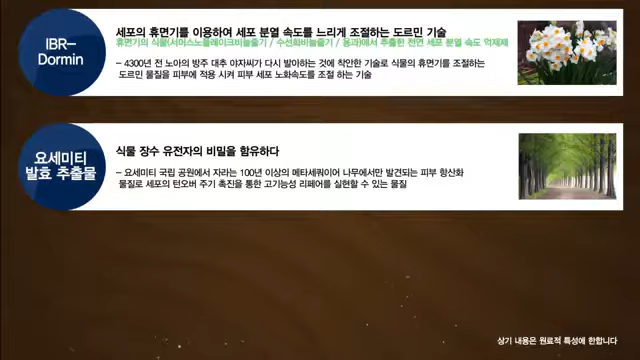 IBR-
Dormin
세포의 휴면기를 이용하여 세포 분열 속도를 느리게 조절하는 도르민 기술
휴면기의 식물(서머스노플레이크비늘줄기 / 수선화비늘줄기 / 용과)에서 추출한 천연 세포 분열 속도 억제제
- 4300년 전 노아의 방주 대추 야자씨가 다시 발아하는 것에 착안한 기술로 식물의 휴면기를 조절하는
도르민 물질을 피부에 적용 시켜 피부 세포 노화속도를 조절 하는 기술
요세미티
발효 추출물
식물 장수 유전자의 비밀을 함유하다
- 요세미티 국립 공원에서 자라는 100년 이상의 메타세쿼이어 나무에서만 발견되는 피부 항산화
물질로 세포의 턴오버 주기 촉진을 통한 고기능성 리페어를 실현할 수 있는 물질
상기 내용은 원료적 특성에 한합니다